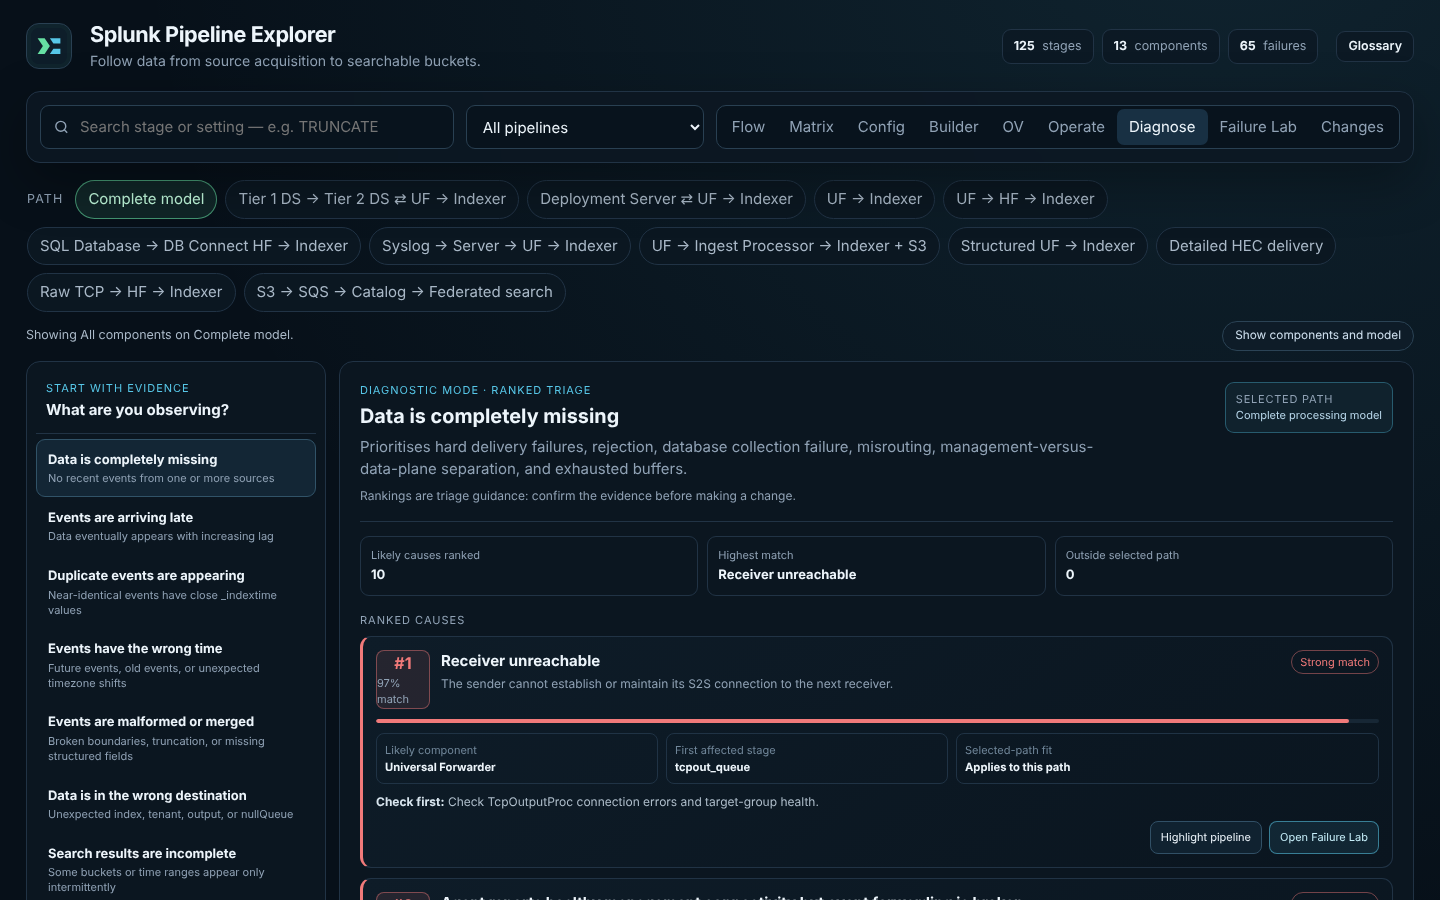 Splunk Pipeline Explorer
Follow data from source acquisition to searchable buckets.
125 stages
13 components
65 failures
Glossary
Search stage or setting — e.g. TRUNCATE
All pipelines
Flow
Matrix
Config
Builder
OV
Operate
Diagnose
Failure Lab
Changes
PATH
Complete model
Tier 1 DS → Tier 2 DS ⇄ UF → Indexer
Deployment Server ⇄ UF → Indexer
UF → Indexer
UF → HF → Indexer
SQL Database → DB Connect HF → Indexer
Syslog → Server → UF → Indexer
UF → Ingest Processor → Indexer + S3
Structured UF → Indexer
Detailed HEC delivery
Raw TCP → HF → Indexer
S3 → SQS → Catalog → Federated search
Showing All components on Complete model.
Show components and model
START WITH EVIDENCE
What are you observing?
Data is completely missing
No recent events from one or more sources
Events are arriving late
Data eventually appears with increasing lag
Duplicate events are appearing
Near-identical events have close _indextime
values
Events have the wrong time
Future events, old events, or unexpected
timezone shifts
Events are malformed or merged
Broken boundaries, truncation, or missing
structured fields
Data is in the wrong destination
Unexpected index, tenant, output, or nullQueue
Search results are incomplete
Some buckets or time ranges appear only
intermittently
DIAGNOSTIC MODE · RANKED TRIAGE
Data is completely missing
Prioritises hard delivery failures, rejection, database collection failure, misrouting, management-versus-
data-plane separation, and exhausted buffers.
Rankings are triage guidance: confirm the evidence before making a change.
SELECTED PATH
Complete processing model
Likely causes ranked
10
Highest match
Receiver unreachable
Outside selected path
0
RANKED CAUSES
#1
97%
match
Receiver unreachable
The sender cannot establish or maintain its S2S connection to the next receiver.
Strong match
Likely component
Universal Forwarder
First affected stage
tcpout_queue
Selected-path fit
Applies to this path
Check first: Check TcpOutputProc connection errors and target-group health.
Highlight pipeline
Open Failure Lab